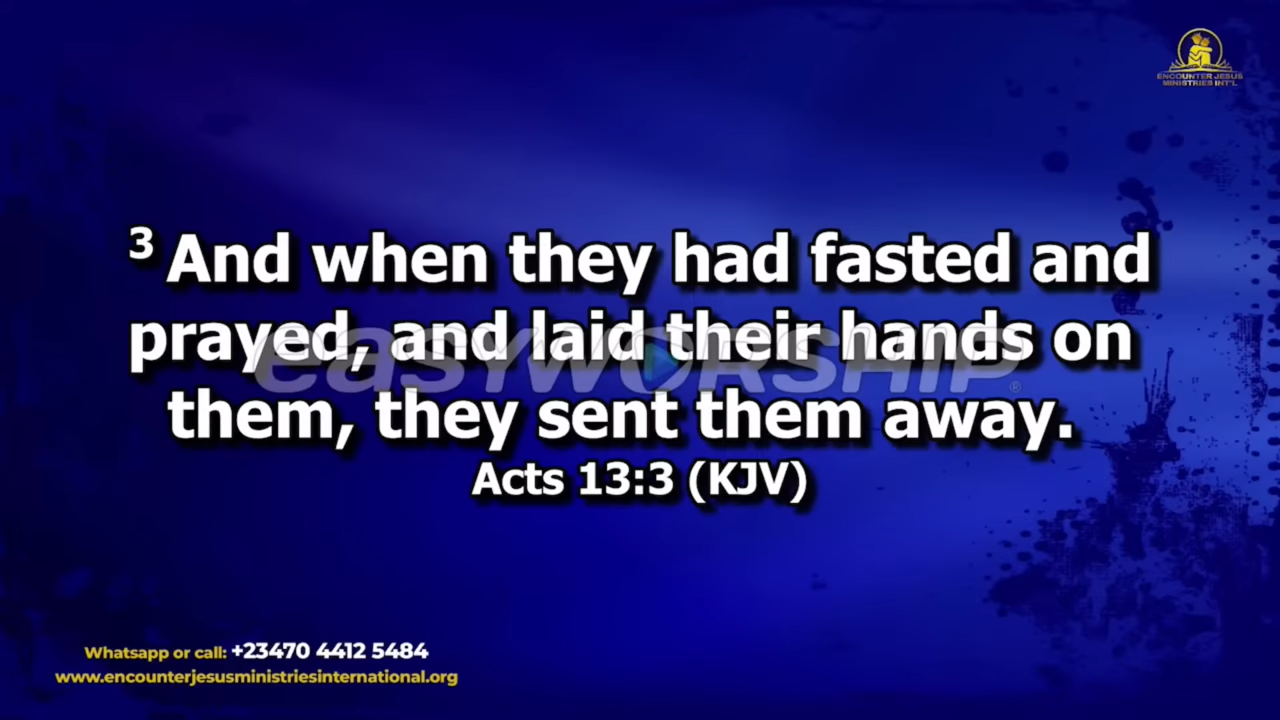 ENCOUNTER JESUS
MINISTRIES INT'L
3 And when they had fasted and
prayed, and laid their hands on
easyworship®
them, they sent them away.
Acts 13:3 (KJV)
Whatsapp or call: +23470 4412 5484
www.encounterjesusministriesinternational.org